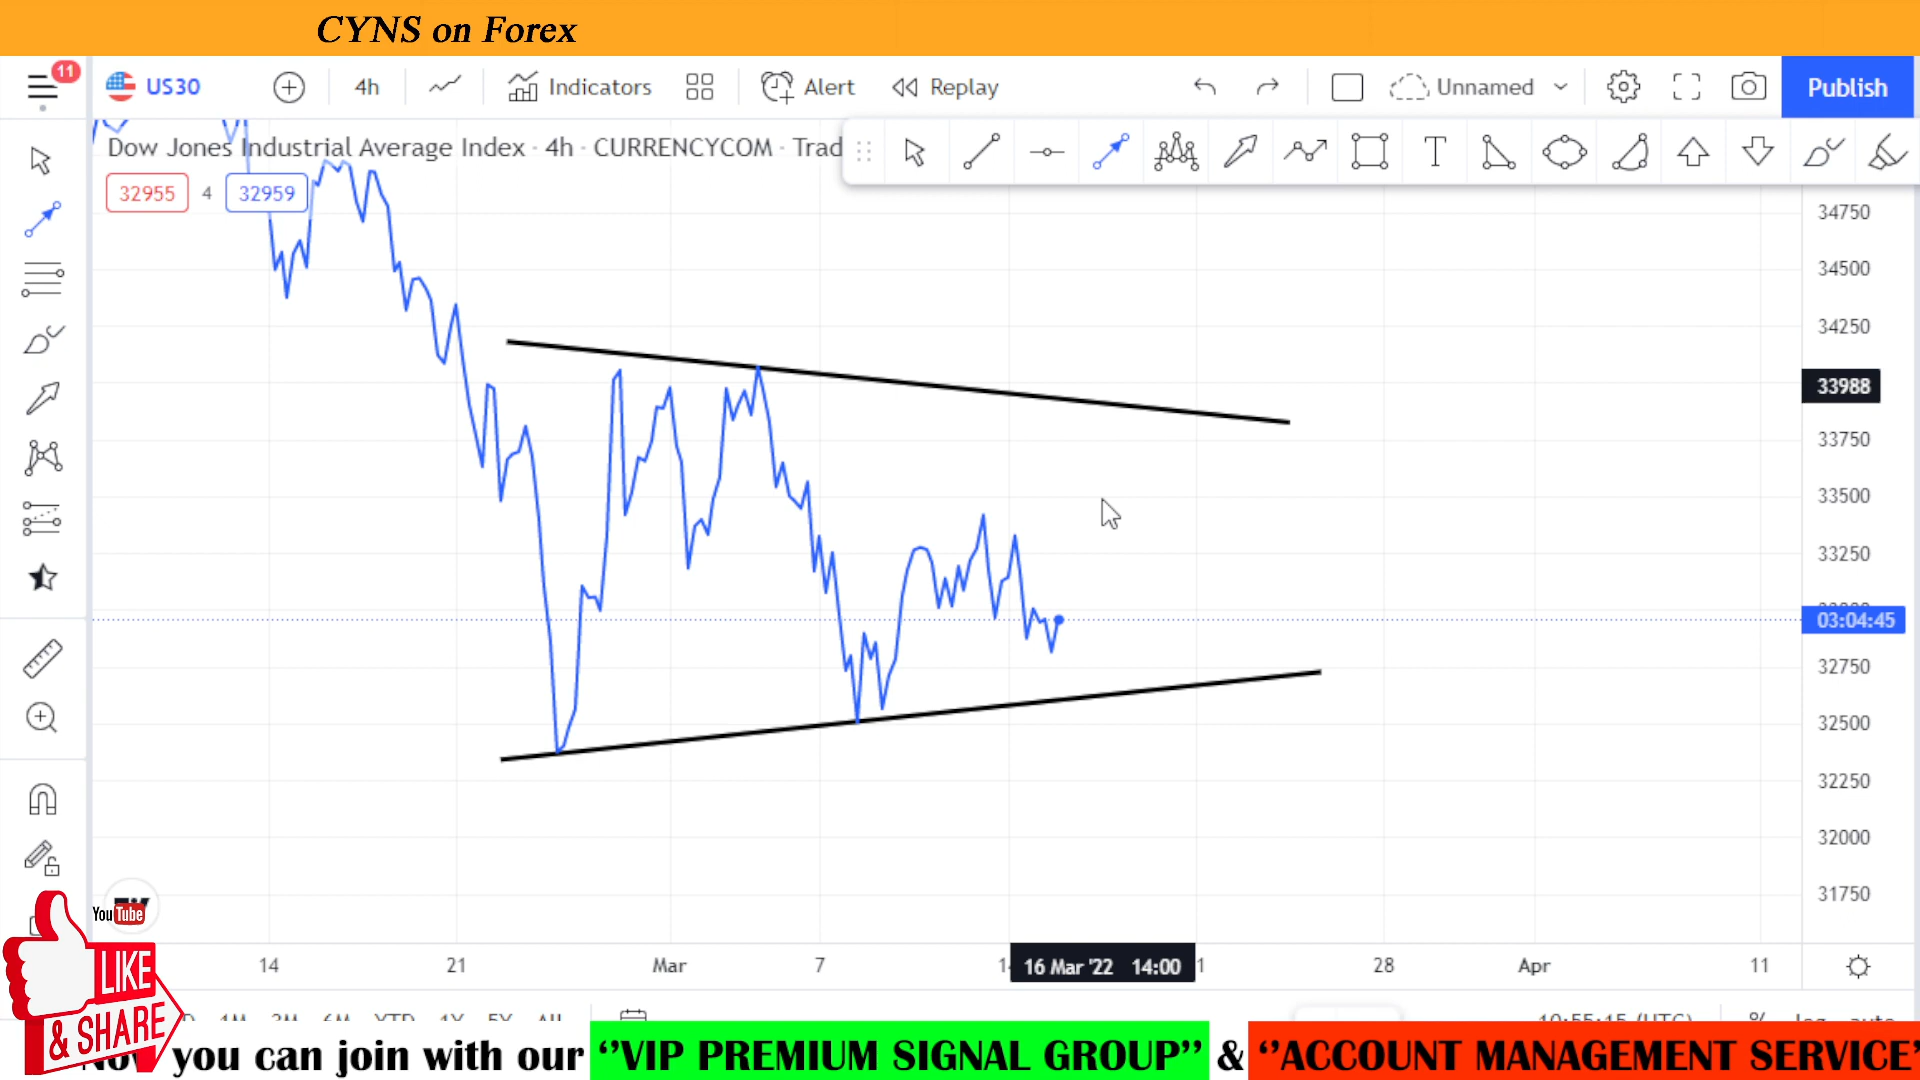 CYNS on Forex
11
US30
4h
Indicators
Alert
Replay
Unnamed
Publish
Dow Jones Industrial Average Index · 4h · CURRENCYCOM · Trad
32955 4 32959
34750
34500
34250
33988
33750
33500
33250
03:04:45
32750
32500
32250
32000
31750
YouTube
14 21 Mar 7 16 Mar '22 14:00 28 Apr 11
LIKE
& SHARE
you can join with our "VIP PREMIUM SIGNAL GROUP" & "ACCOUNT MANAGEMENT SERVICE"